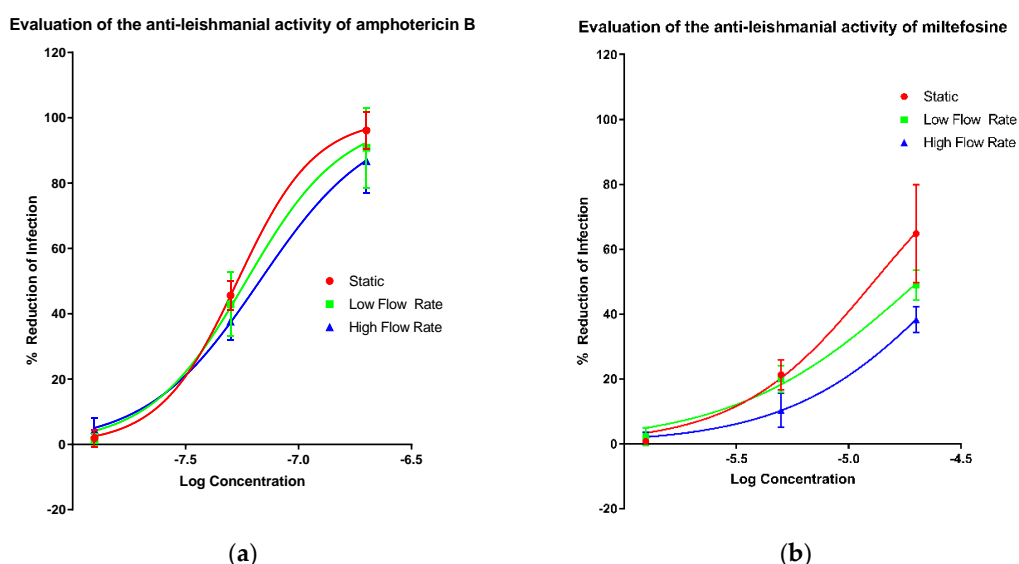 Evaluation of the anti-leishmanial activity of amphotericin B
120
100
80
60
40
20
0
-20
% Reduction of Infection
-7.5
-7.0
-6.5
Log Concentration
Static
Low Flow Rate
High Flow Rate
(a)
Evaluation of the anti-leishmanial activity of miltefosine
120
100
80
60
40
20
0
-20
% Reduction of Infection
-5.5
-5.0
-4.5
Log Concentration
Static
Low Flow Rate
High Flow Rate
(b)